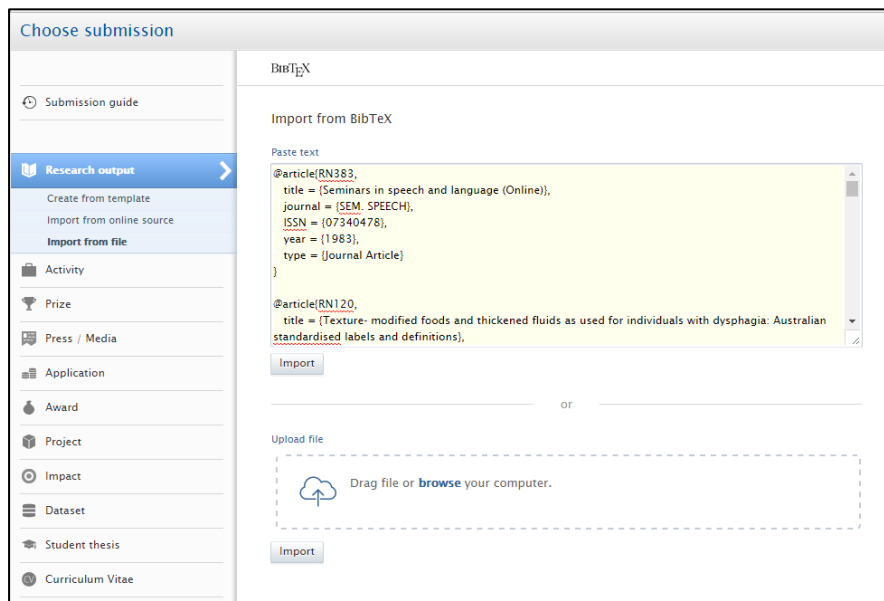 Choose submission
Submission guide
Research output
Create from template
Import from online source
Import from file
Activity
Prize
Press / Media
Application
Award
Project
Impact
Dataset
Student thesis
CV
Curriculum Vitae
BIBTEX
Import from BibTeX
Paste text
@article{RN383,
title = {Seminars in speech and language (Online)},
journal = {SEM. SPEECH},
ISSN = {07340478},
year = {1983},
type = {Journal Article}
}
@article{RN120,
title = {Texture- modified foods and thickened fluids as used for individuals with dysphagia: Australian
standardised labels and definitions},
Import
or
Upload file
Drag file or browse your computer.
Import